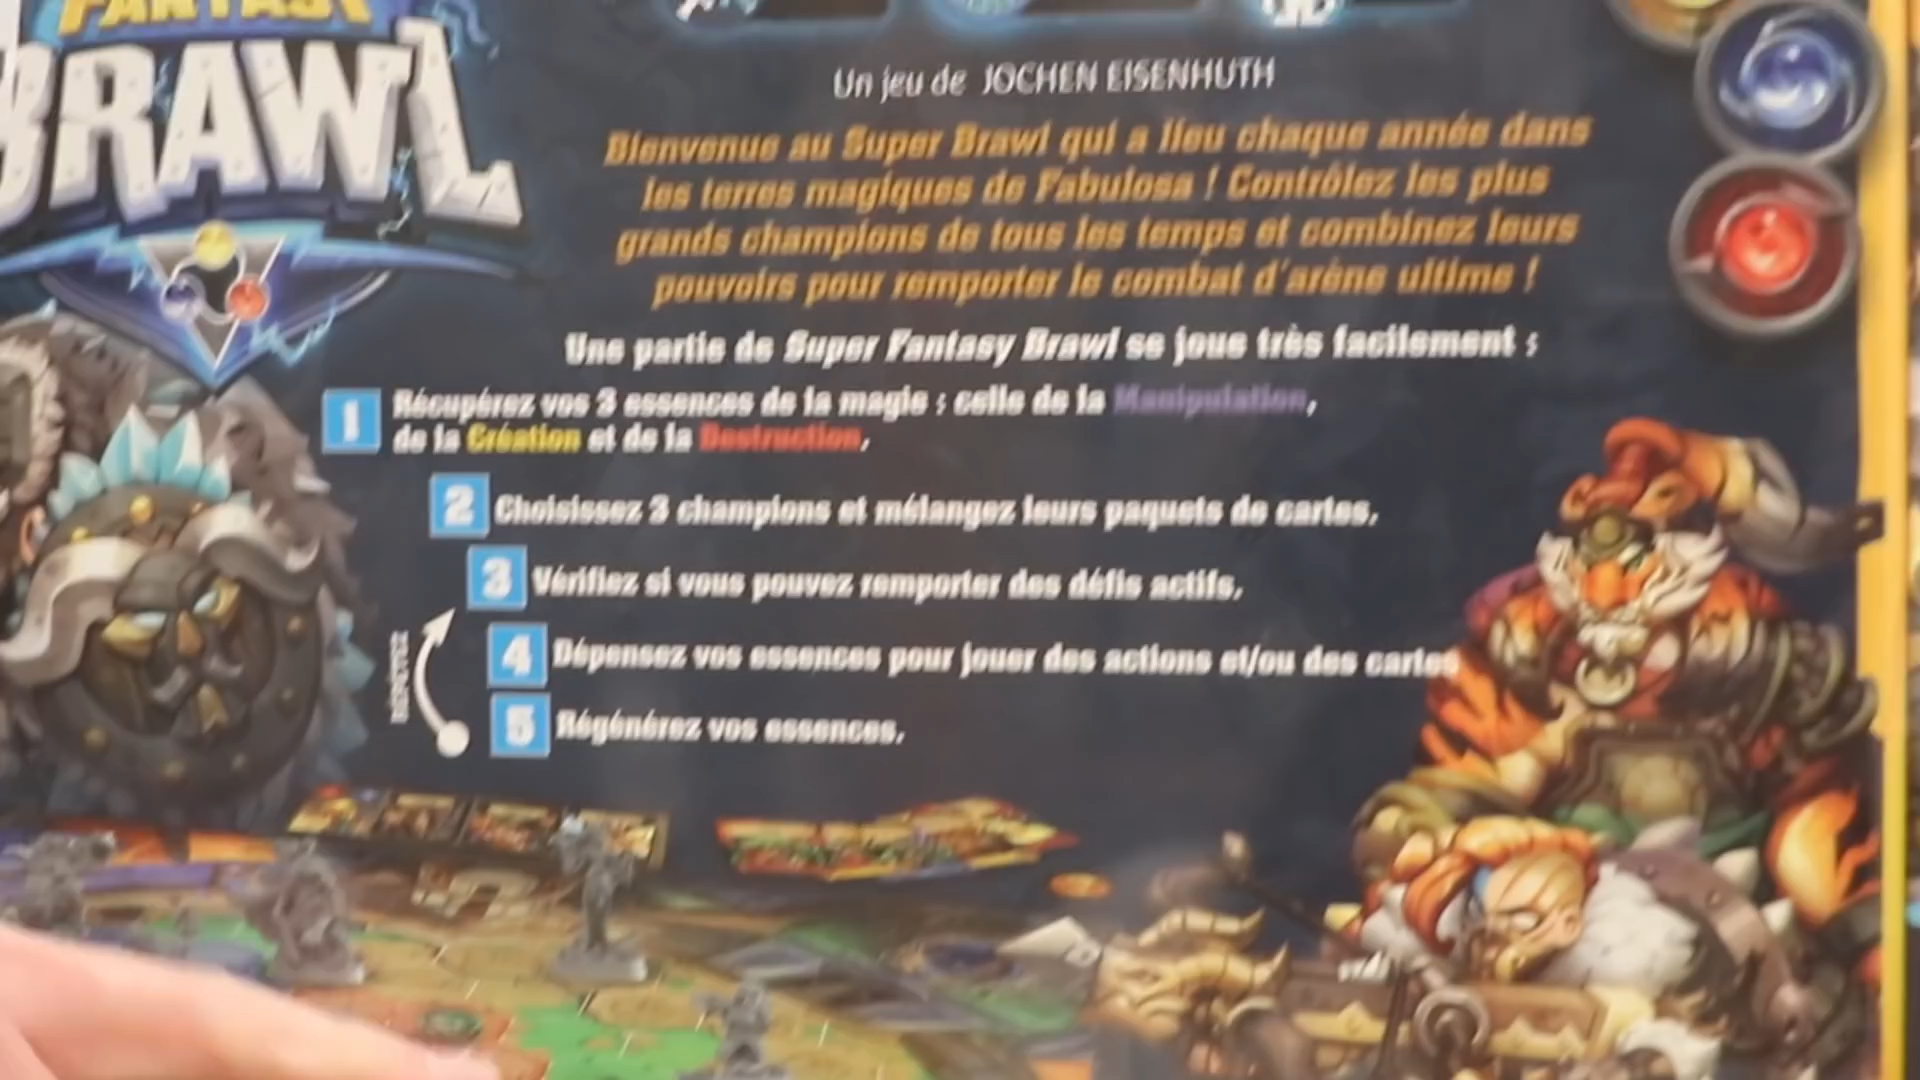 FANTASY
BRAWL
Un jeu de JOCHEN EISENHUTH
Bienvenue au Super Brawl qui a lieu chaque année dans
les terres magiques de Fabulosa ! Contrôlez les plus
grands champions de tous les temps et combinez leurs
pouvoirs pour remporter le combat d'arène ultime !
Une partie de Super Fantasy Brawl se joue très facilement :
1 Récupérez vos 3 essences de la magie : celle de la Manipulation,
de la Création et de la Destruction,
2 Choisissez 3 champions et mélangez leurs paquets de cartes.
3 Vérifiez si vous pouvez remporter des défis actifs.
4 Dépensez vos essences pour jouer des actions et/ou des cartes
5 Régénérez vos essences.
RÉPÉTEZ